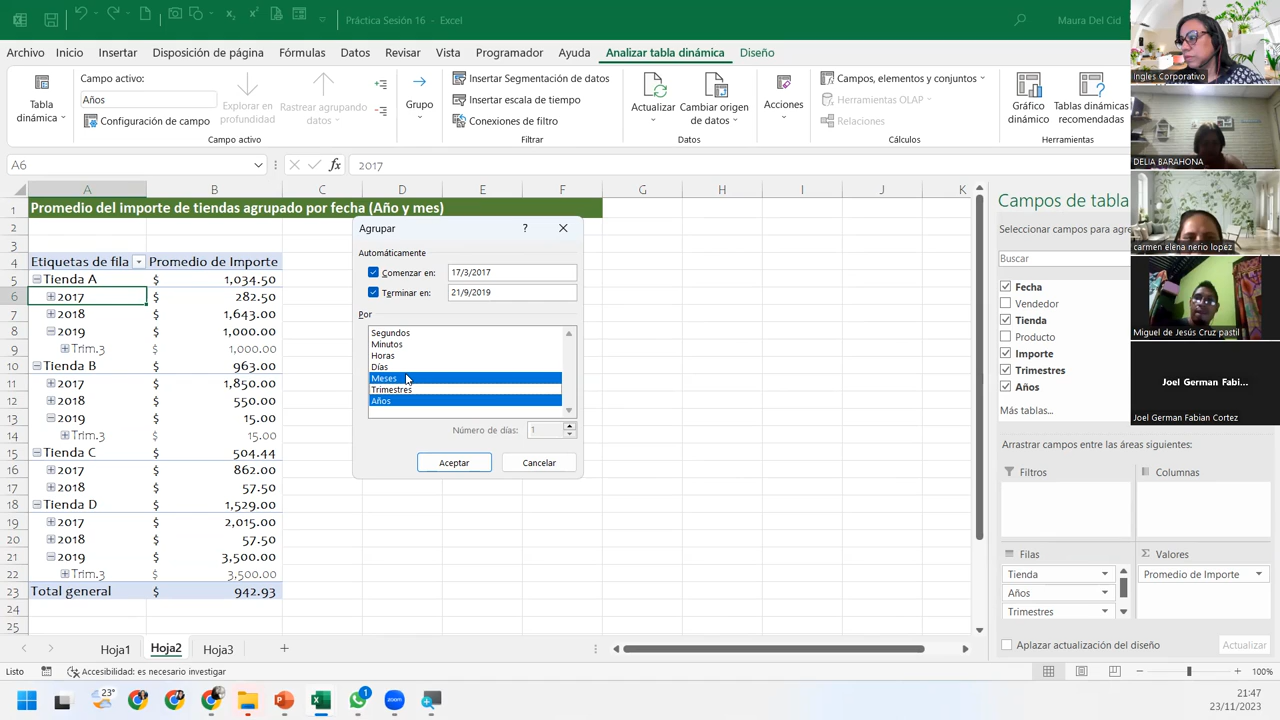 Práctica Sesión 16 - Excel
Maura Del Cid
Archivo Inicio Insertar Disposición de página Fórmulas Datos Revisar Vista Programador Ayuda Analizar tabla dinámica Diseño
Tabla dinámica
Campo activo:
Años
Configuración de campo
Explorar en profundidad
Rastrear agrupando datos
Campo activo
Grupo
Insertar Segmentación de datos
Insertar escala de tiempo
Conexiones de filtro
Filtrar
Actualizar
Cambiar origen de datos
Datos
Acciones
Campos, elementos y conjuntos
Herramientas OLAP
Relaciones
Cálculos
Gráfico dinámico
Tablas dinámicas recomendadas
Herramientas
Ingles Corporativo
DELIA BARAHONA
carmen elena nerio lopez
Miguel de Jesús Cruz pastil
Joel German Fabi...
Joel German Fabian Cortez
A6
fx
2017
A B C D E F G H I J K
1 Promedio del importe de tiendas agrupado por fecha (Año y mes)
2
3
4 Etiquetas de fila Promedio de Importe
5 Tienda A $ 1,034.50
6 2017 $ 282.50
7 2018 $ 1,643.00
8 2019 $ 1,000.00
9 Trim.3 $ 1,000.00
10 Tienda B $ 963.00
11 2017 $ 1,850.00
12 2018 $ 550.00
13 2019 $ 15.00
14 Trim.3 $ 15.00
15 Tienda C $ 504.44
16 2017 $ 862.00
17 2018 $ 57.50
18 Tienda D $ 1,529.00
19 2017 $ 2,015.00
20 2018 $ 57.50
21 2019 $ 3,500.00
22 Trim.3 $ 3,500.00
23 Total general $ 942.93
24
25
Agrupar ?
Automáticamente
Comenzar en: 17/3/2017
Terminar en: 21/9/2019
Por
Segundos
Minutos
Horas
Días
Meses
Trimestres
Años
Número de días: 1
Aceptar Cancelar
Campos de tabla
Seleccionar campos para agre
Buscar
Fecha
Vendedor
Tienda
Producto
Importe
Trimestres
Años
Más tablas...
Arrastrar campos entre las áreas siguientes:
Filtros
Columnas
Filas
Valores
Tienda
Años
Trimestres
Promedio de Importe
Aplazar actualización del diseño
Actualizar
Hoja1 Hoja2 Hoja3
Listo
Accesibilidad: es necesario investigar
100%
23°
1
zoom
21:47
23/11/2023